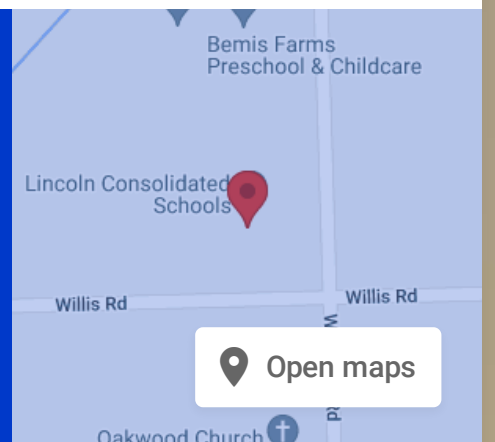 Bemis Farms
Preschool & Childcare
Lincoln Consolidated
Schools
Willis Rd
Willis Rd
Open maps
Oakwood Church